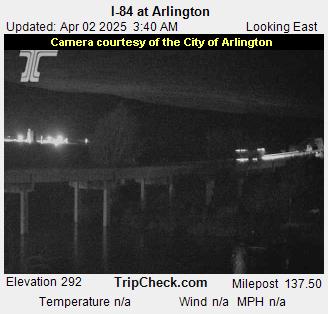 I-84 at Arlington
Updated: Apr 02 2025 3:40 AM Looking East
Camera courtesy of the City of Arlington
Elevation 292 TripCheck.com Milepost 137.50
Temperature n/a Wind n/a MPH n/a